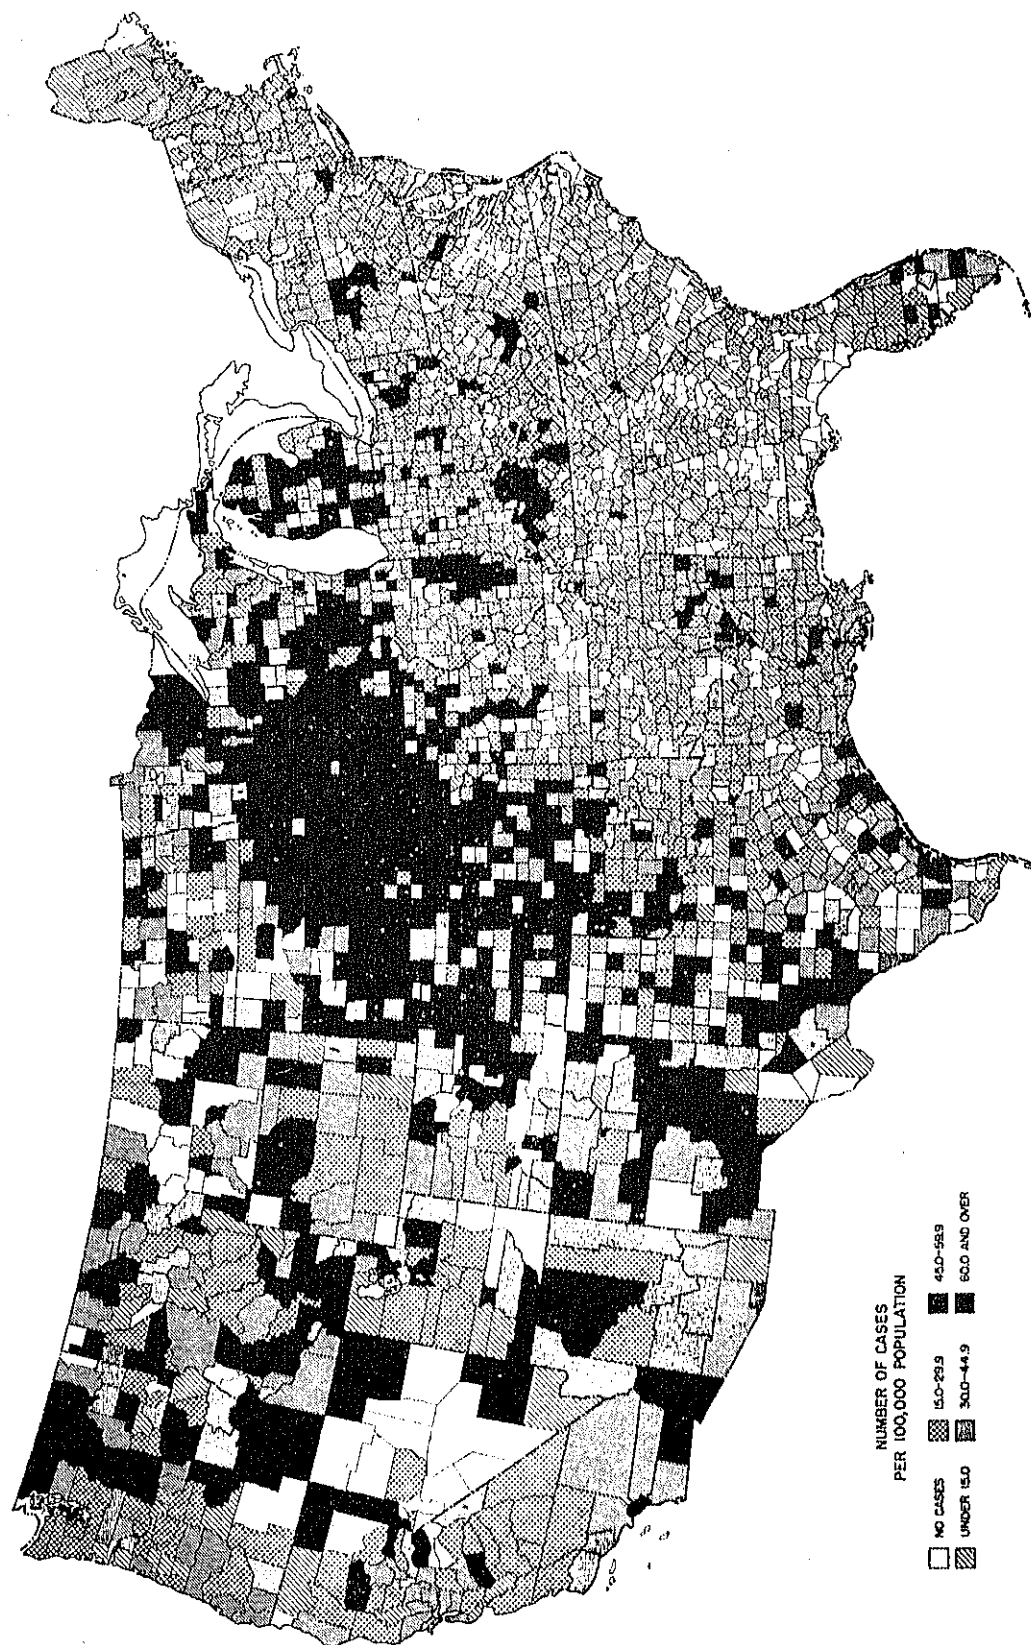 NUMBER OF CASES
PER 100,000 POPULATION
NO CASES
UNDER 15.0
15.0-29.9
30.0-44.9
45.0-59.9
60.0 AND OVER